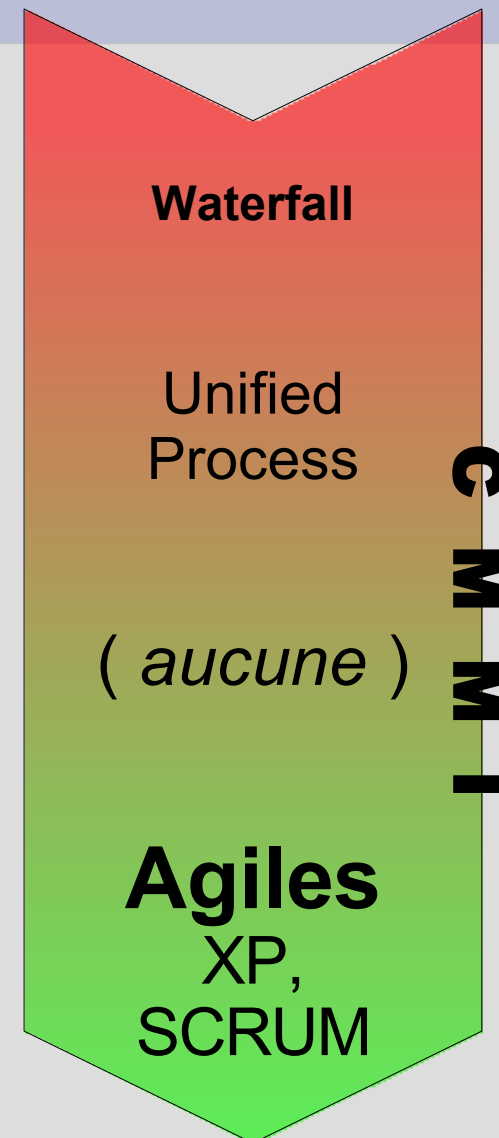 Waterfall
Unified
Process
( aucune )
Agiles
XP,
SCRUM
C M M I